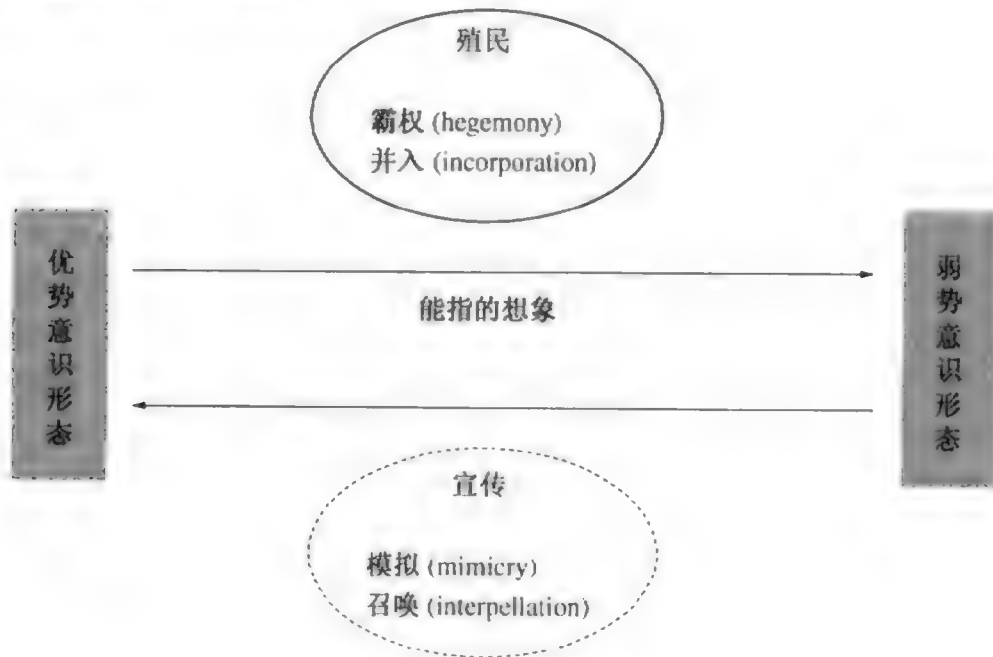 殖民
霸权 (hegemony)
并入 (incorporation)
优势意识形态
能指的想象
弱势意识形态
宣传
模拟 (mimicry)
召唤 (interpellation)